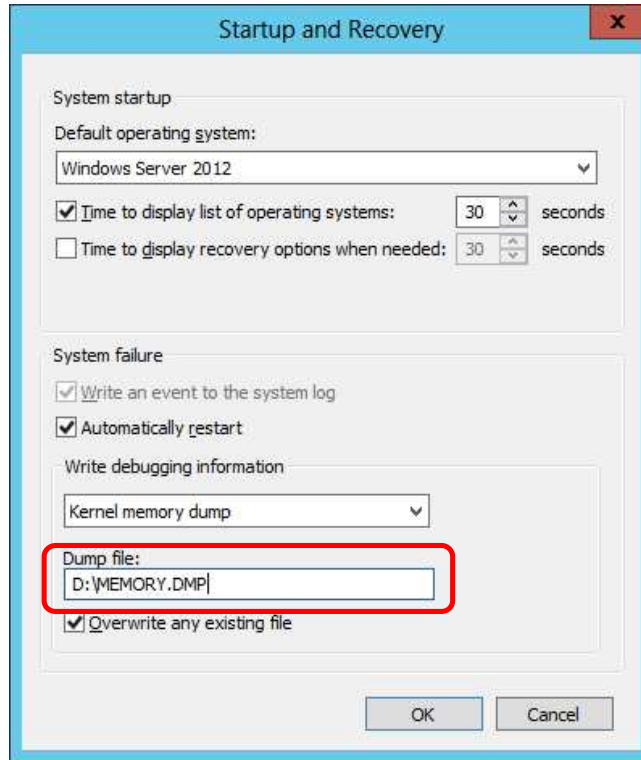 Startup and Recovery
x
System startup
Default operating system:
Windows Server 2012
Time to display list of operating systems: 30 seconds
Time to display recovery options when needed: 30 seconds
System failure
Write an event to the system log
Automatically restart
Write debugging information
Kernel memory dump
Dump file:
D:\MEMORY.DMP
Overwrite any existing file
OK Cancel